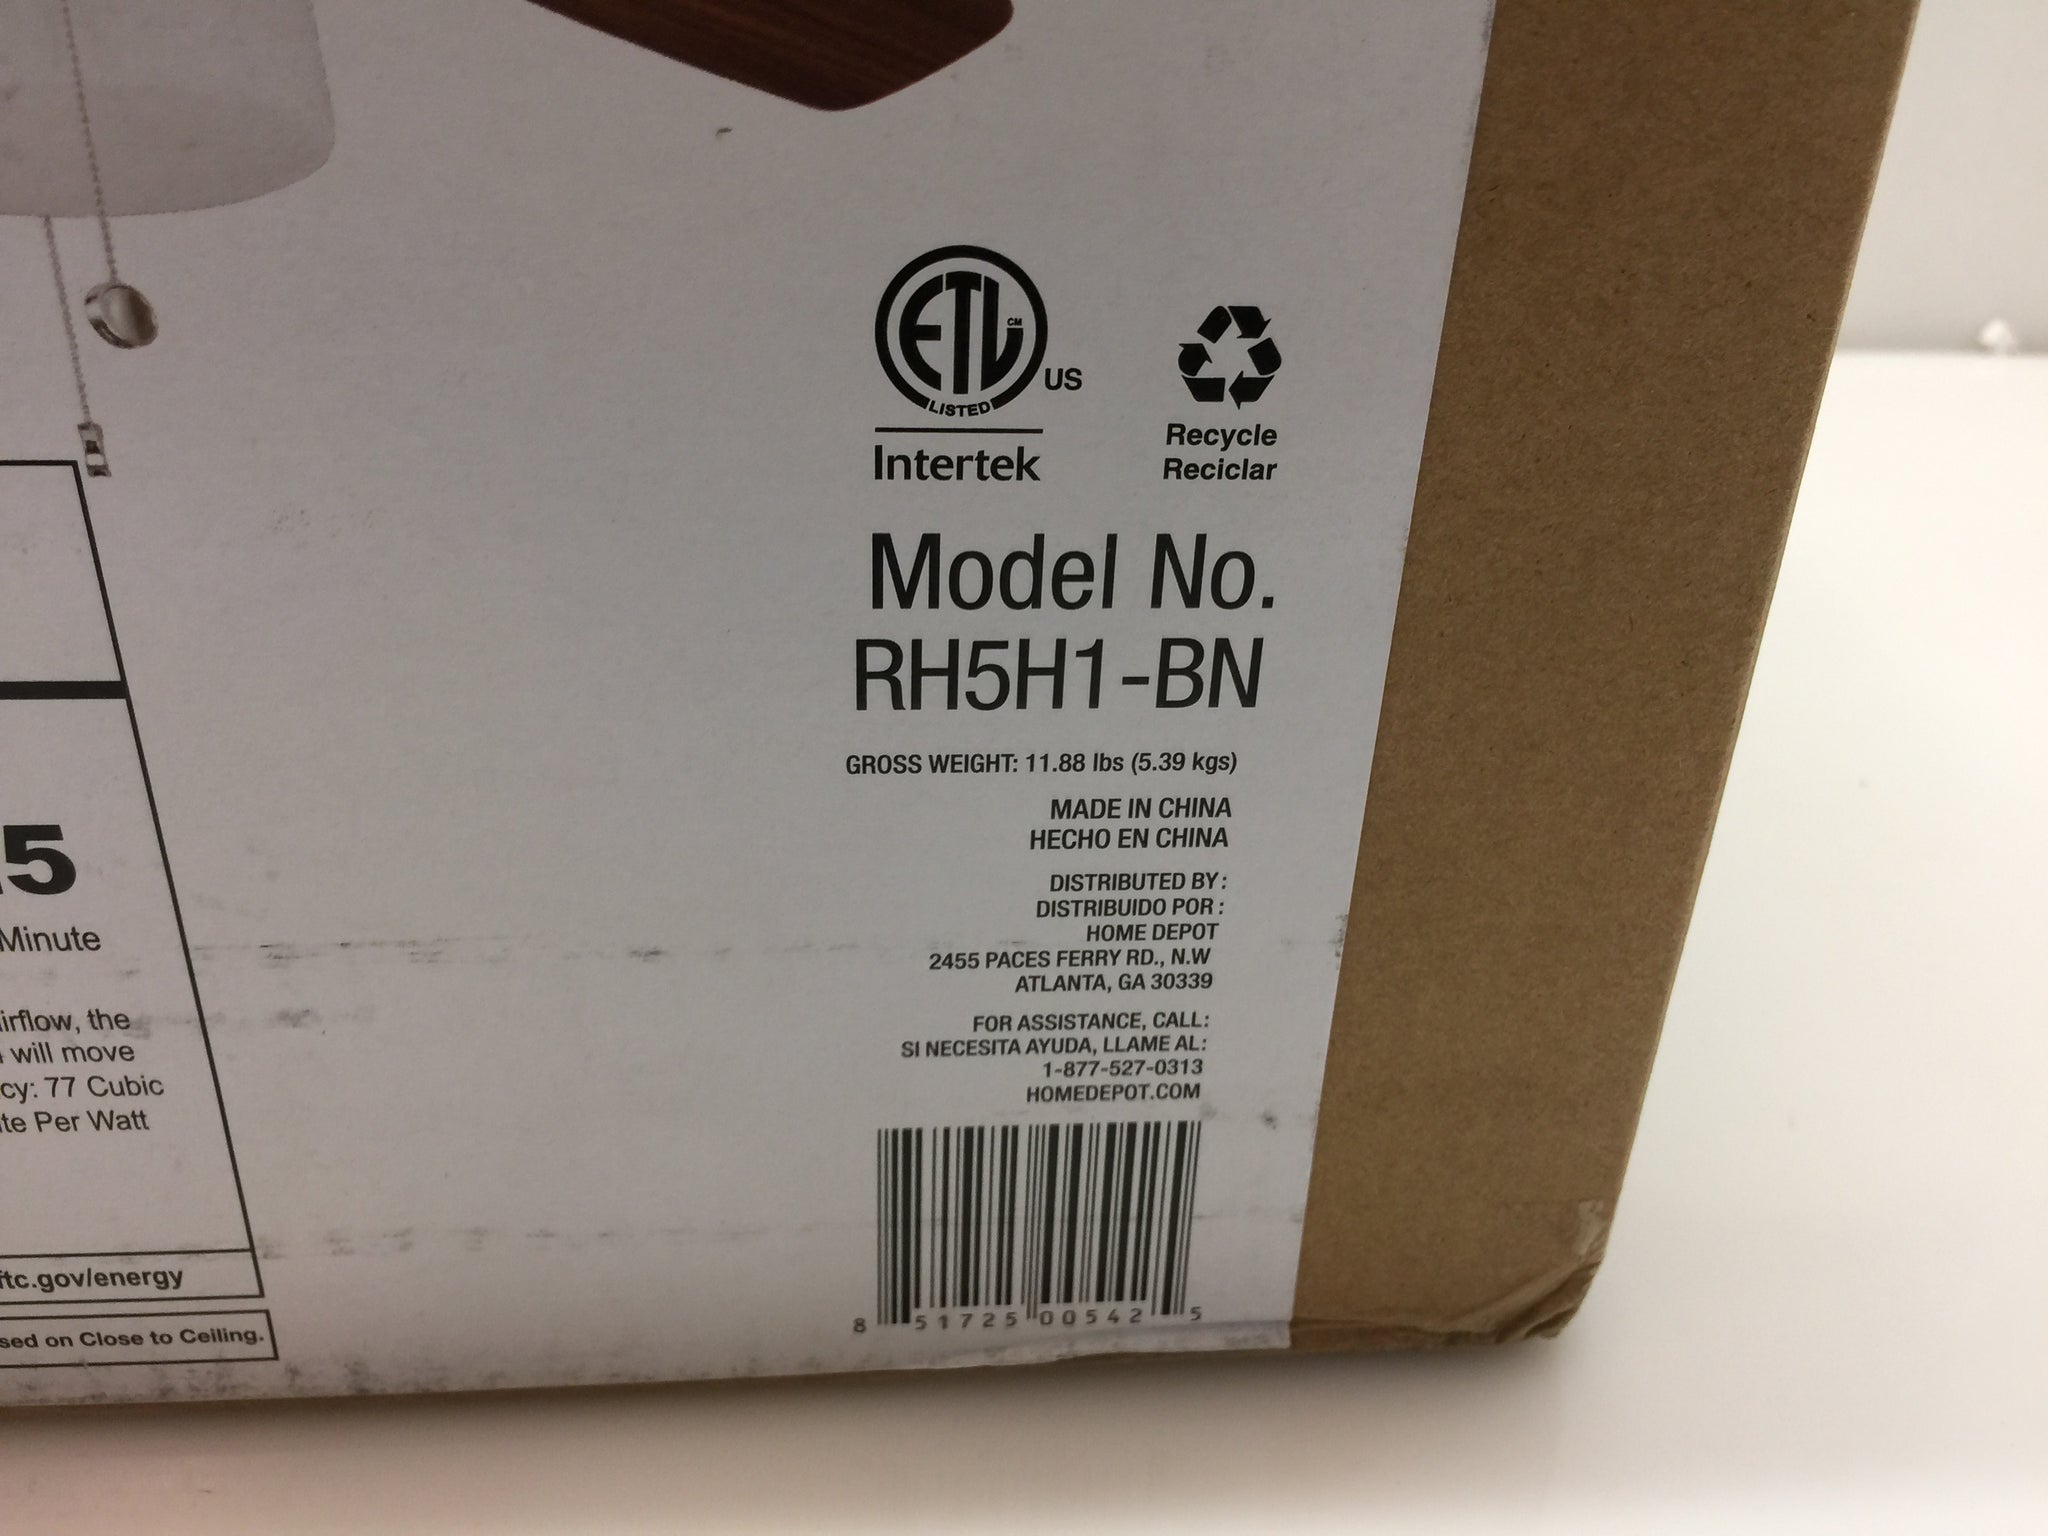 ETL CM
LISTED
US
Intertek
Recycle
Reciclar
Model No.
RH5H1-BN
GROSS WEIGHT: 11.88 lbs (5.39 kgs)
MADE IN CHINA
HECHO EN CHINA
DISTRIBUTED BY:
DISTRIBUIDO POR:
HOME DEPOT
2455 PACES FERRY RD., N.W
ATLANTA, GA 30339
FOR ASSISTANCE, CALL:
SI NECESITA AYUDA, LLAME AL:
1-877-527-0313
HOMEDEPOT.COM
8 51725 00542 5
5
Minute
irflow, the
will move
cy: 77 Cubic
te Per Watt
ftc.gov/energy
sed on Close to Ceiling.